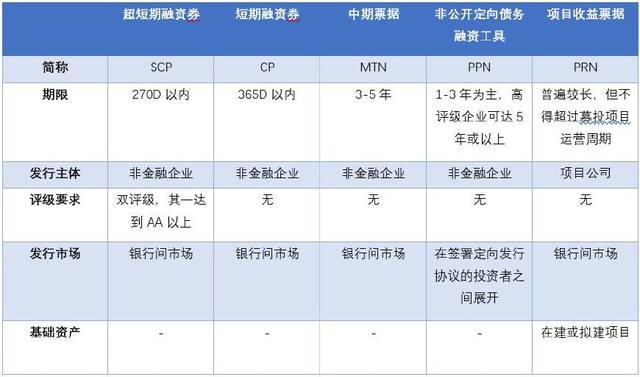 超短期融资券 短期融资券 中期票据 非公开定向债务 项目收益票据
融资工具
简称 SCP CP MTN PPN PRN
期限 270D 以内 365D 以内 3-5 年 1-3 年为主，高 普遍较长，但不
评级企业可达 5 得超过募投项目
年或以上 运营周期
发行主体 非金融企业 非金融企业 非金融企业 非金融企业 项目公司
评级要求 双评级，其一达 无 无 无 无
到 AA 以上
发行市场 银行间市场 银行间市场 银行间市场 在签署定向发行 银行间市场
协议的投资者之
间展开
基础资产 - - - - 在建或拟建项目